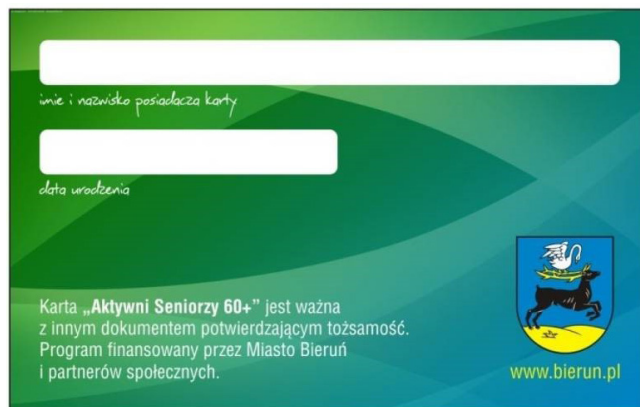 imię i nazwisko posiadacza karty
data urodzenia
Karta „Aktywni Seniorzy 60+” jest ważna
z innym dokumentem potwierdzającym tożsamość.
Program finansowany przez Miasto Bieruń
i partnerów społecznych.
www.bierun.pl